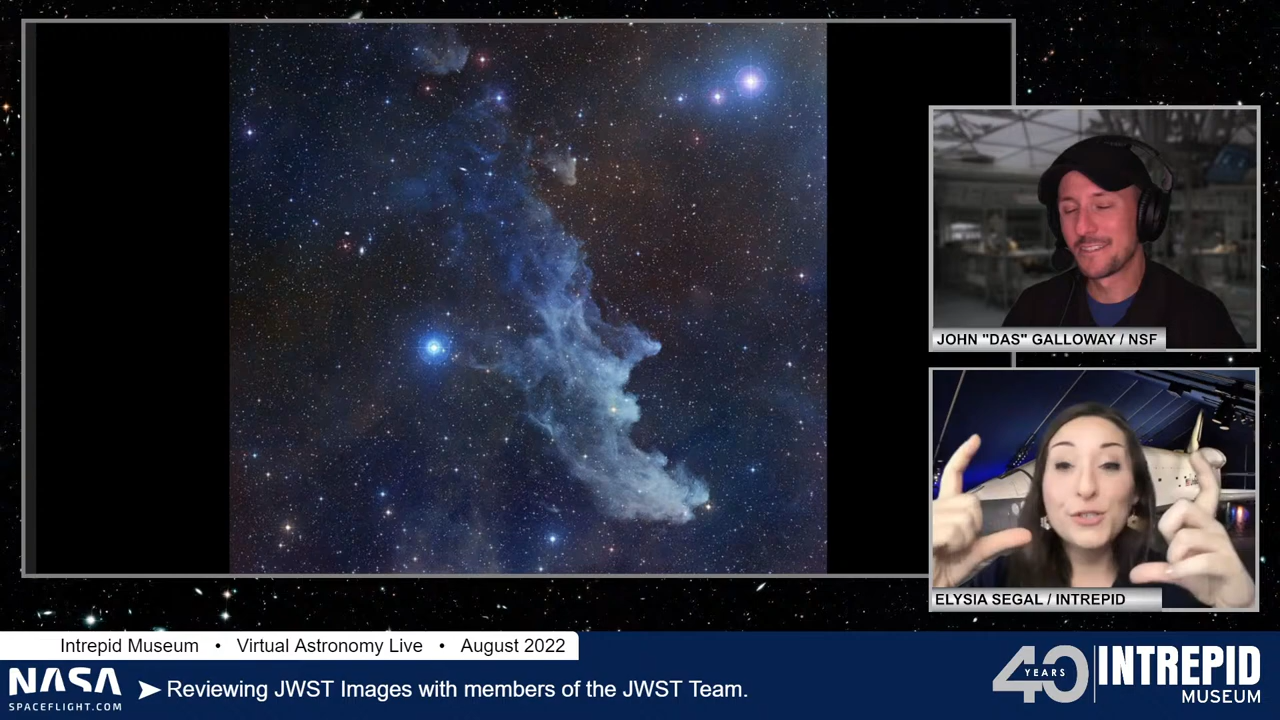 JOHN "DAS" GALLOWAY / NSF
ELYSIA SEGAL / INTREPID
Intrepid Museum • Virtual Astronomy Live • August 2022
NASA
SPACEFLIGHT.COM
➤ Reviewing JWST Images with members of the JWST Team.
40
YEARS
INTREPID
MUSEUM